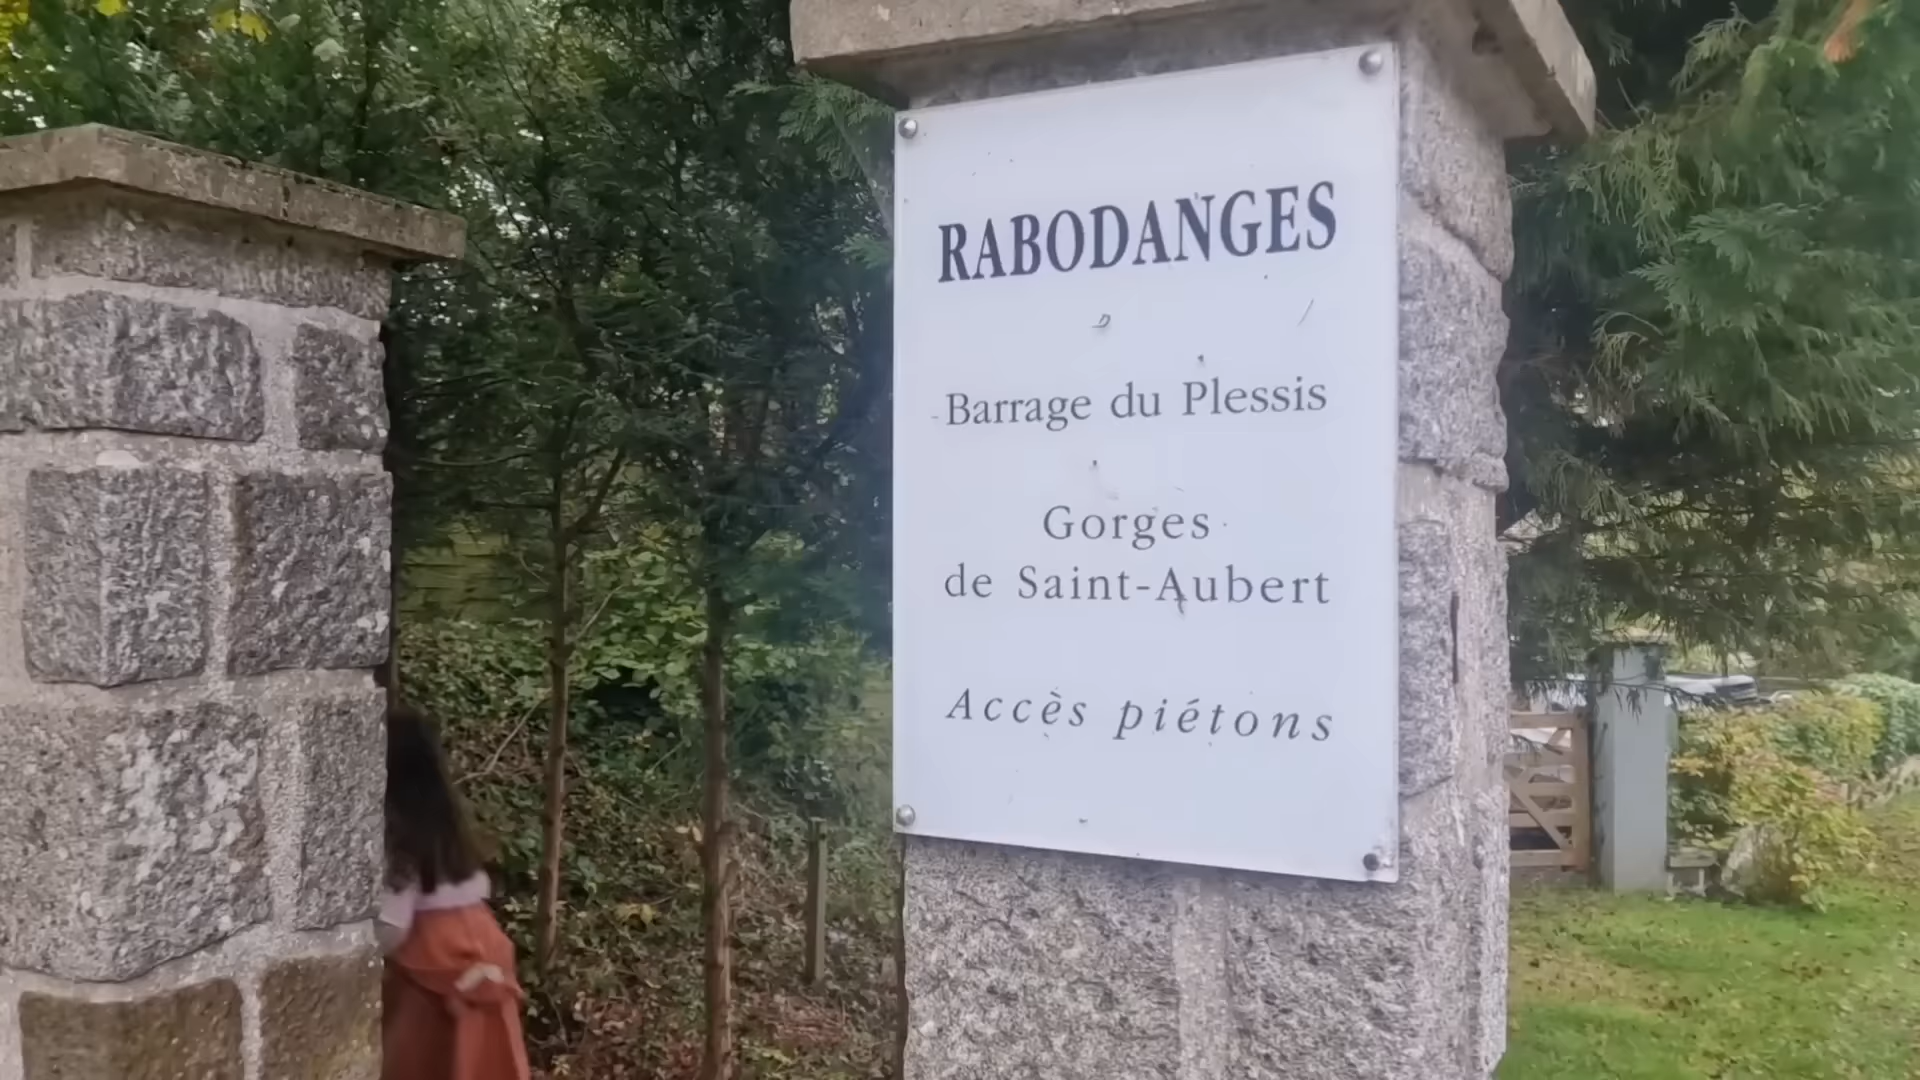 RABODANGES
Barrage du Plessis
Gorges
de Saint-Aubert
Accès piétons